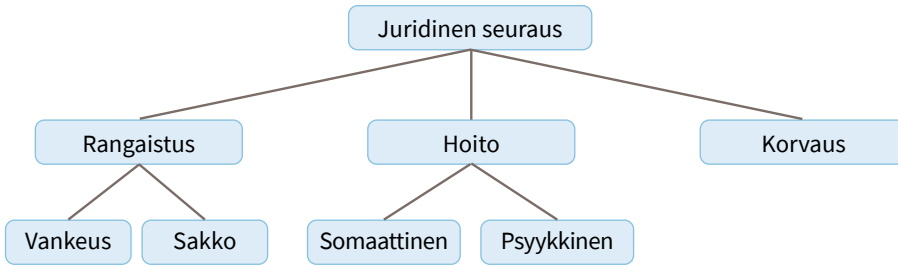 Juridinen seuraus
Rangaistus
Hoito
Korvaus
Vankeus
Sakko
Somaattinen
Psyykkinen